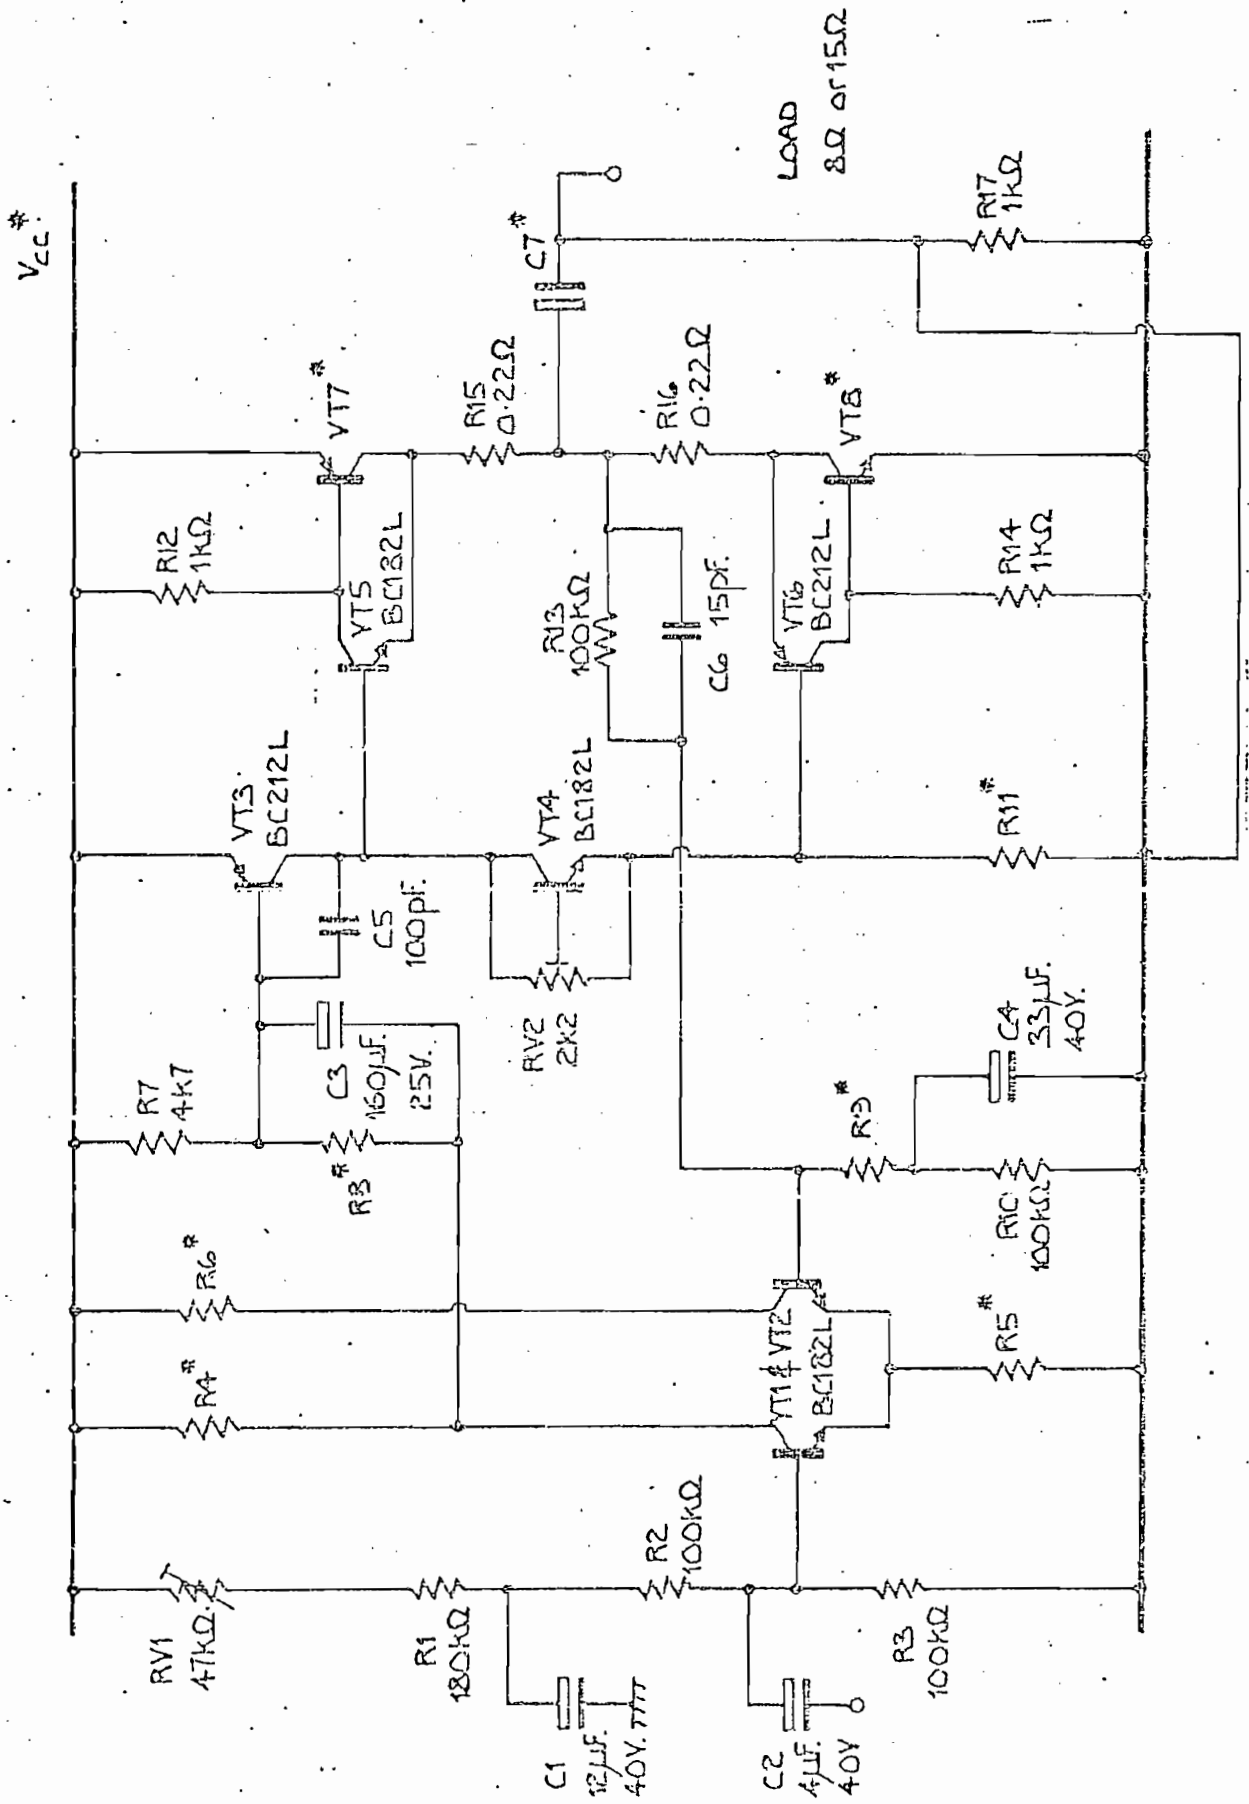 Vcc*
RV1
47kΩ
R4*
R6*
R7
4k7
VT3
BC212L
R12
1kΩ
VT7*
R1
180kΩ
C1
12µF.
40V.
R8*
C3
160µF.
25V.
C5
100pF.
VT5
BC182L
R15
0.22Ω
C7*
R2
100kΩ
RV2
2k2
VT4
BC182L
R13
100kΩ
C6 15pF.
R16
0.22Ω
LOAD
8Ω or 15Ω
C2
4µF.
40V
R3
100kΩ
VT1 & VT2
BC182L
R9*
VT6
BC212L
VT8*
R5*
R10
100kΩ
C4
33µF.
40V.
R11*
R14
1kΩ
R17
1kΩ